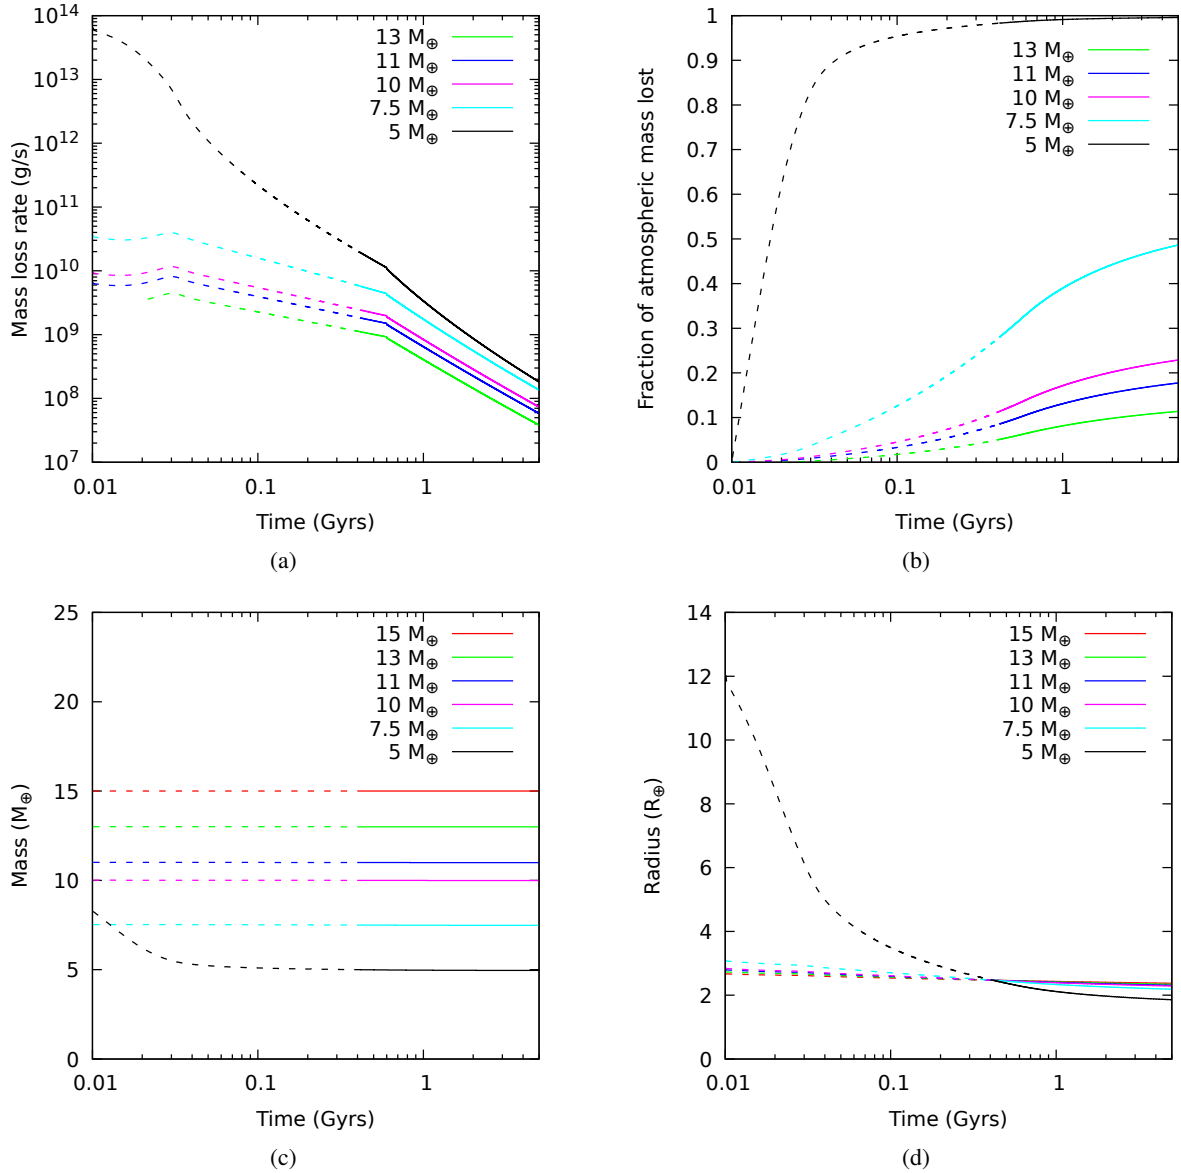 Mass loss rate (g/s)
10^14
10^13
10^12
10^11
10^10
10^9
10^8
10^7
13 M⊕
11 M⊕
10 M⊕
7.5 M⊕
5 M⊕
0.01 0.1 1
Time (Gyrs)
(a)
Fraction of atmospheric mass lost
1
0.9
0.8
0.7
0.6
0.5
0.4
0.3
0.2
0.1
0
13 M⊕
11 M⊕
10 M⊕
7.5 M⊕
5 M⊕
0.01 0.1 1
Time (Gyrs)
(b)
Mass (M⊕)
25
20
15
10
5
0
15 M⊕
13 M⊕
11 M⊕
10 M⊕
7.5 M⊕
5 M⊕
0.01 0.1 1
Time (Gyrs)
(c)
Radius (R⊕)
14
12
10
8
6
4
2
0
15 M⊕
13 M⊕
11 M⊕
10 M⊕
7.5 M⊕
5 M⊕
0.01 0.1 1
Time (Gyrs)
(d)